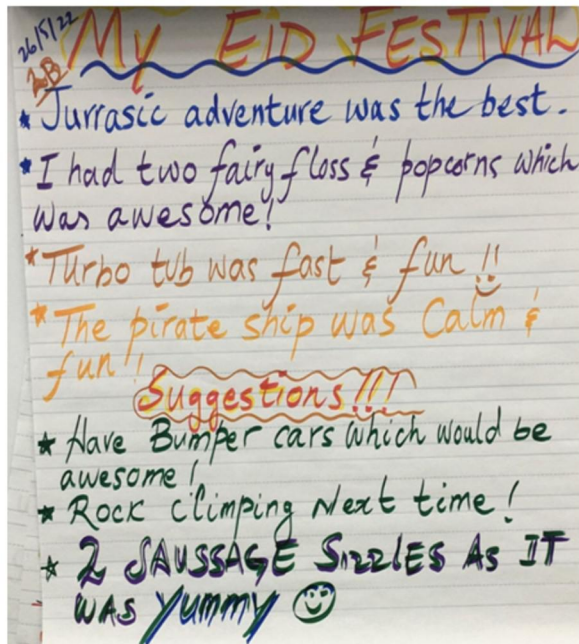 26/5/22
2B
My EiD FESTIVAL
* Jurrasic adventure was the best.
* I had two fairy floss & popcorns which
was awesome!
* Turbo tub was fast & fun!!
* The pirate ship was Calm &
fun!!
Suggestions!!!
* Have Bumper cars which would be
awesome!
* Rock climping Next time!
* 2 SAUSSAGE SizzlES AS IT
WAS Yummy